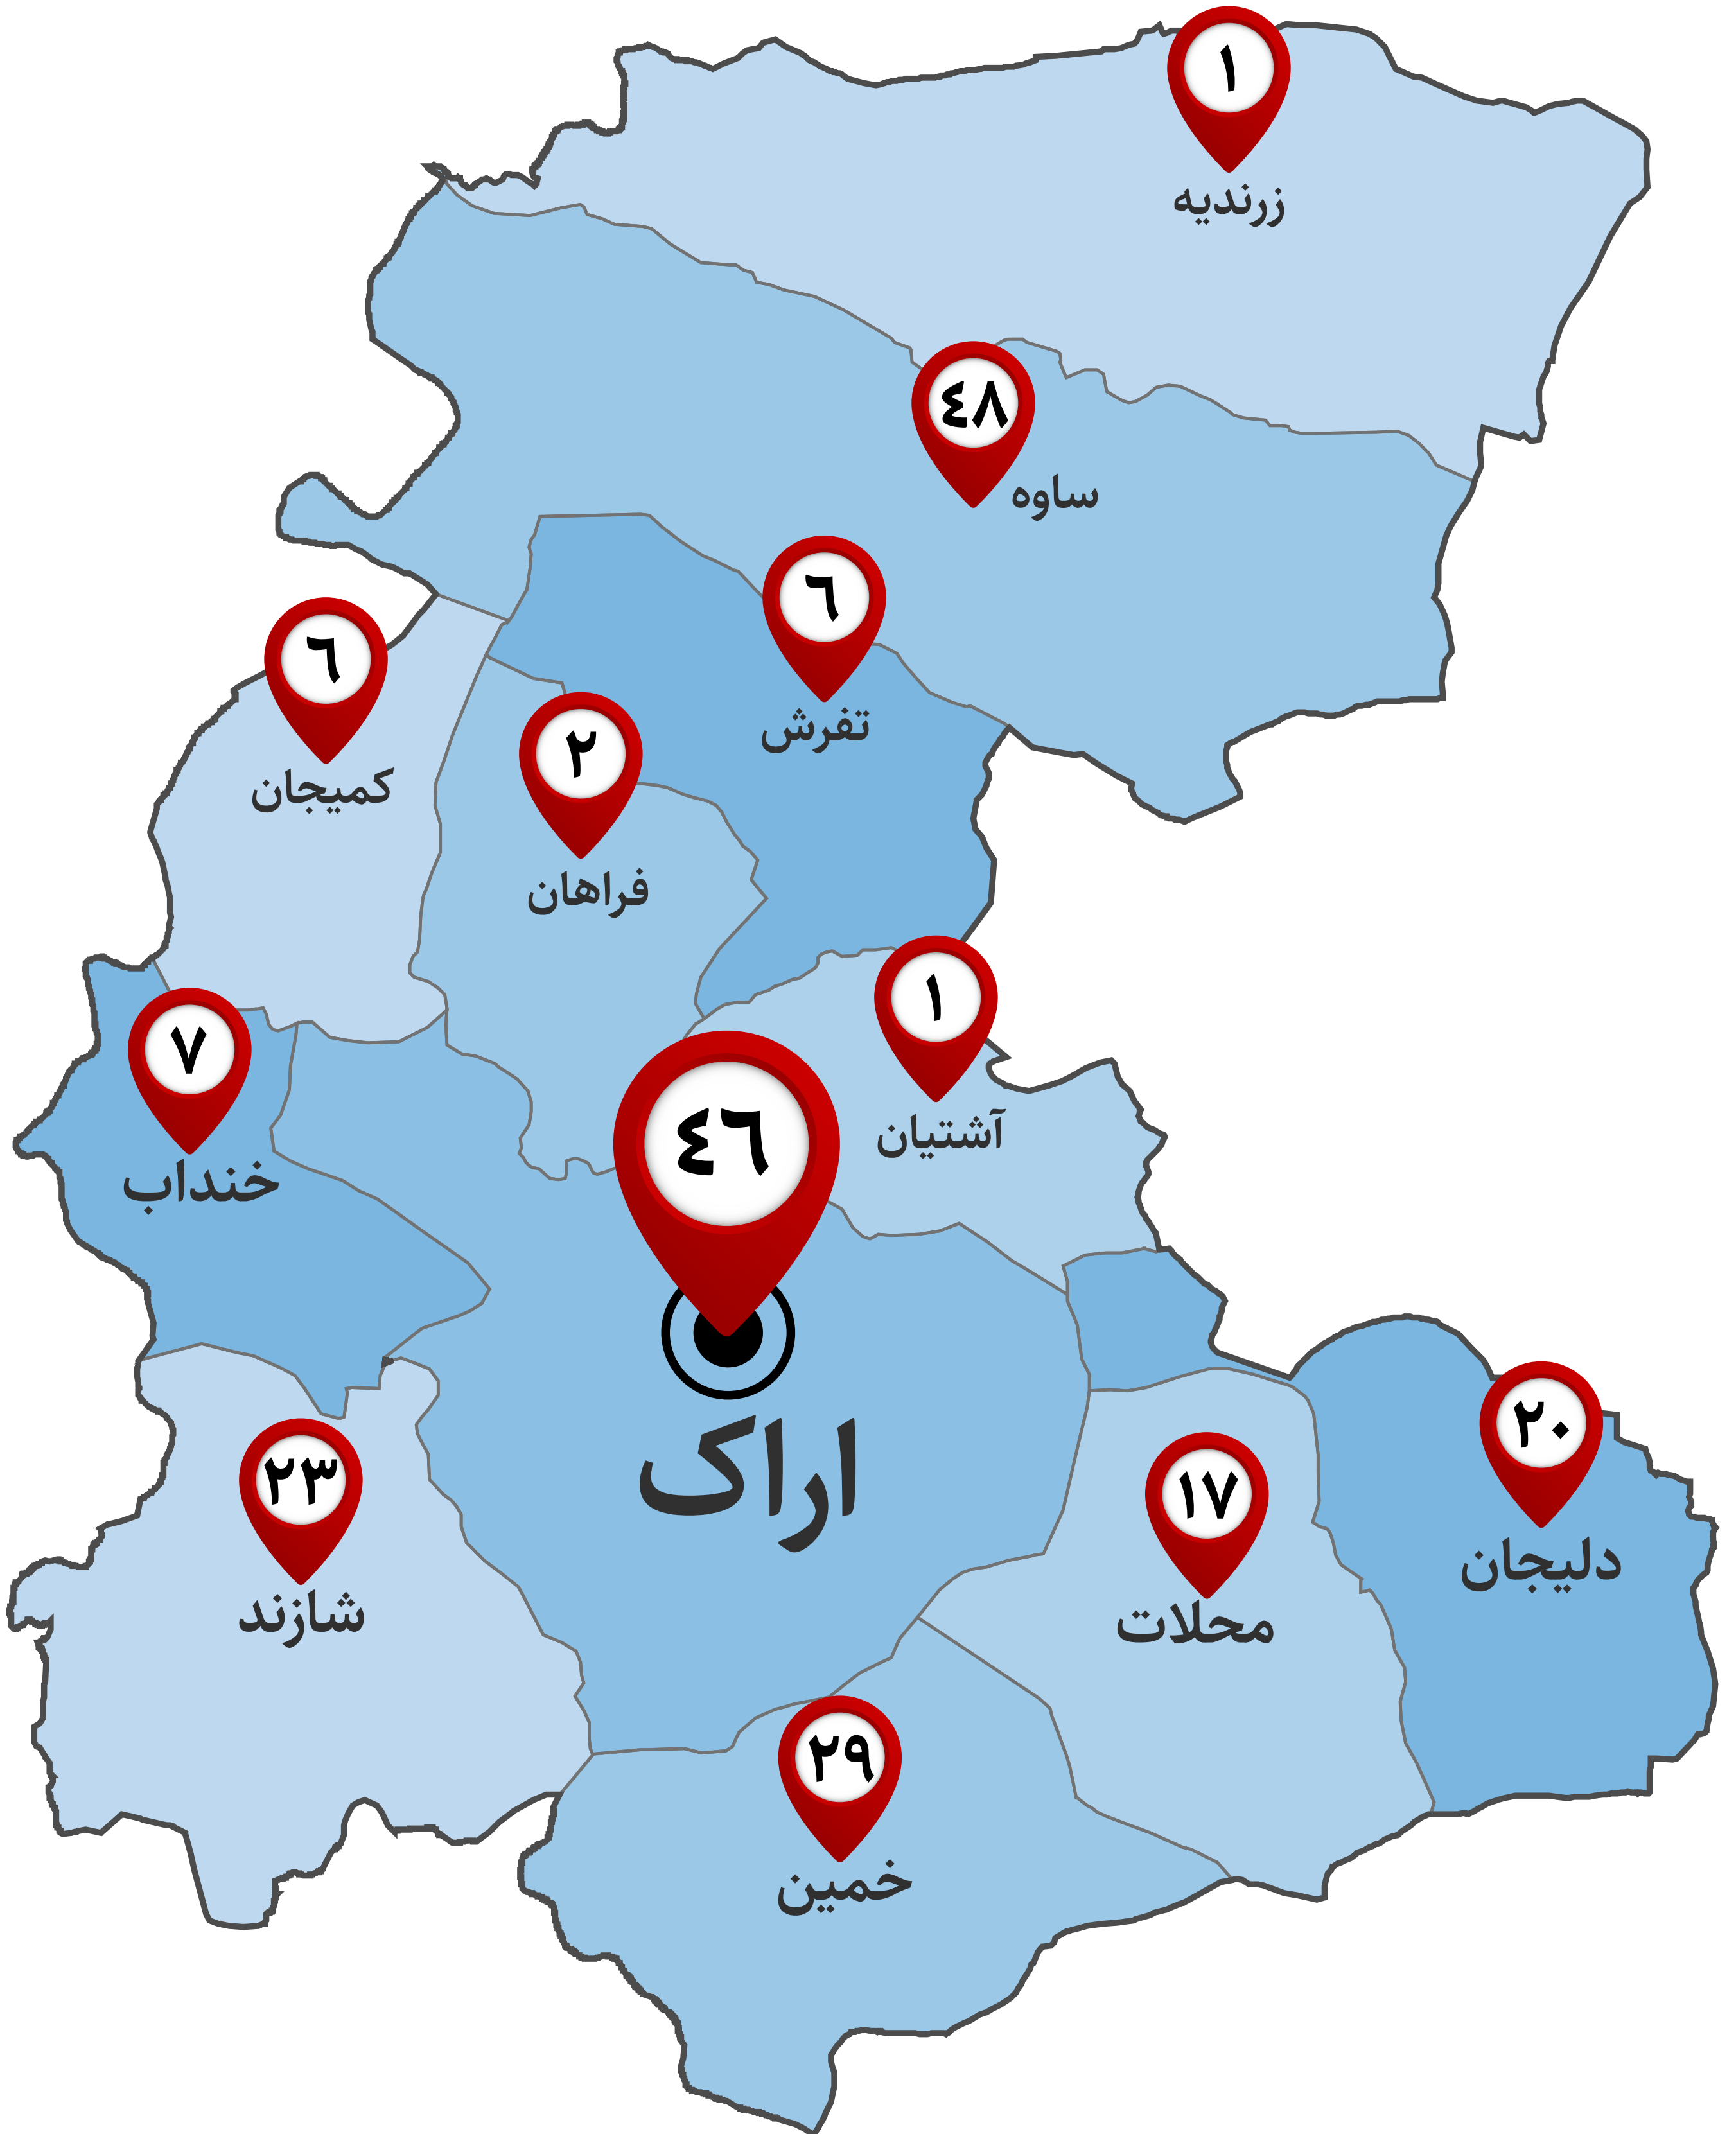 ١
زرندیه
٤٨
ساوه
٦
تفرش
٦
کمیجان
٢
فراهان
١
آشتیان
٧
خنداب
٤٦
اراک
٢٠
دلیجان
٢٣
شازند
١٧
محلات
٢٩
خمین